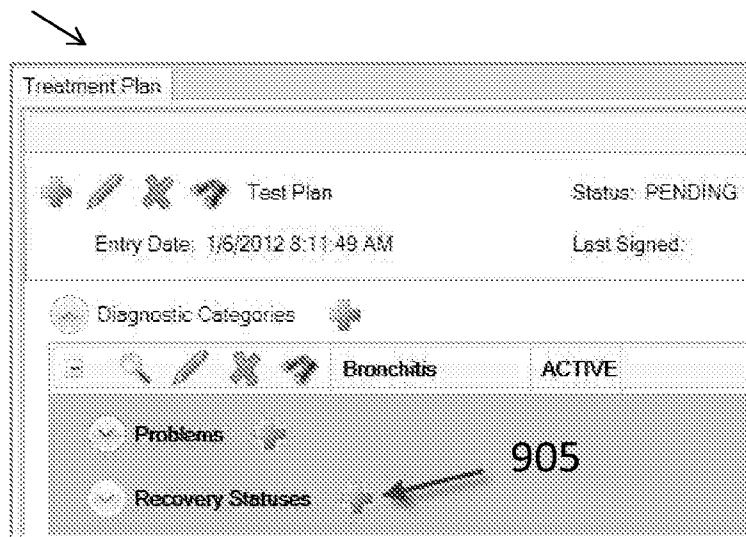 Treatment Plan
Test Plan Status: PENDING
Entry Date: 1/6/2012 8:11:49 AM Last Signed:
Diagnostic Categories
Bronchitis ACTIVE
Problems
905
Recovery Statuses